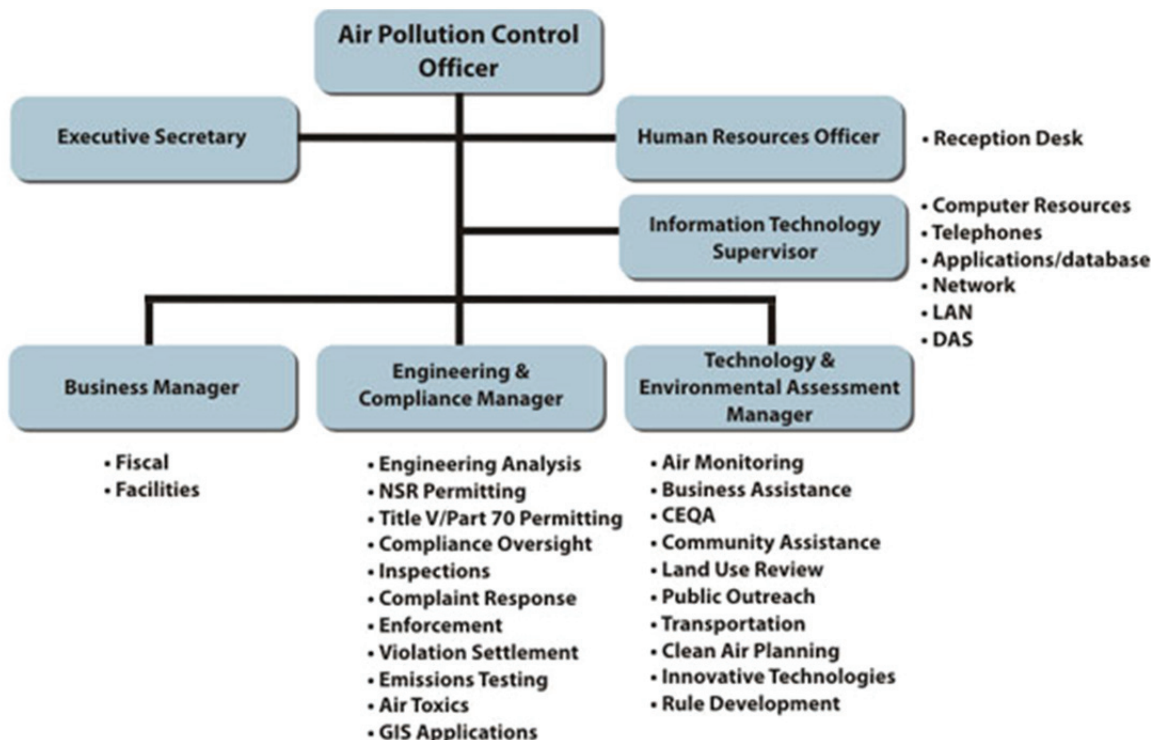 Air Pollution Control
Officer
Executive Secretary
Human Resources Officer
• Reception Desk
Information Technology
Supervisor
• Computer Resources
• Telephones
• Applications/database
• Network
• LAN
• DAS
Business Manager
• Fiscal
• Facilities
Engineering &
Compliance Manager
• Engineering Analysis
• NSR Permitting
• Title V/Part 70 Permitting
• Compliance Oversight
• Inspections
• Complaint Response
• Enforcement
• Violation Settlement
• Emissions Testing
• Air Toxics
• GIS Applications
Technology &
Environmental Assessment
Manager
• Air Monitoring
• Business Assistance
• CEQA
• Community Assistance
• Land Use Review
• Public Outreach
• Transportation
• Clean Air Planning
• Innovative Technologies
• Rule Development